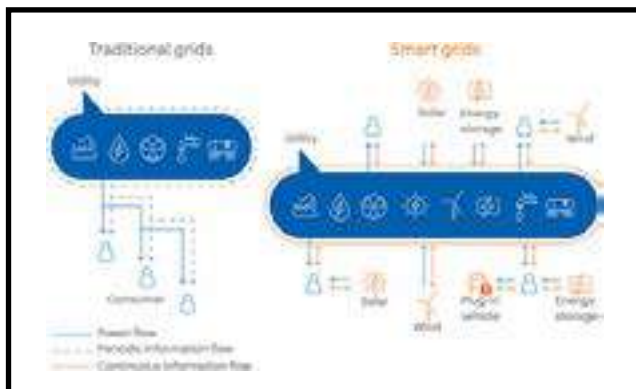 Traditional grids
Utility
Consumer
Power flow
Periodic information flow
Continuous information flow
Smart grids
Utility
Solar
Energy
storage
Wind
Solar
Wind
Plug-in
vehicle
Energy
storage